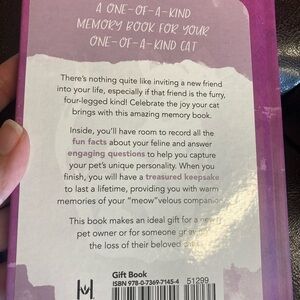 A ONE-OF-A-KIND
MEMORY BOOK FOR YOUR
ONE-OF-A-KIND CAT
There's nothing quite like inviting a new friend
into your life, especially if that friend is the furry,
four-legged kind! Celebrate the joy your cat
brings with this amazing memory book.
Inside, you'll have room to record all the
fun facts about your feline and answer
engaging questions to help you capture
your pet's unique personality. When you
finish, you will have a treasured keepsake
to last a lifetime, providing you with warm
memories of your "meow"velous companion
This book makes an ideal gift for a new
pet owner or for someone
the loss of their beloved
Gift Book
ISBN 978-0-7369-7145-4
51299